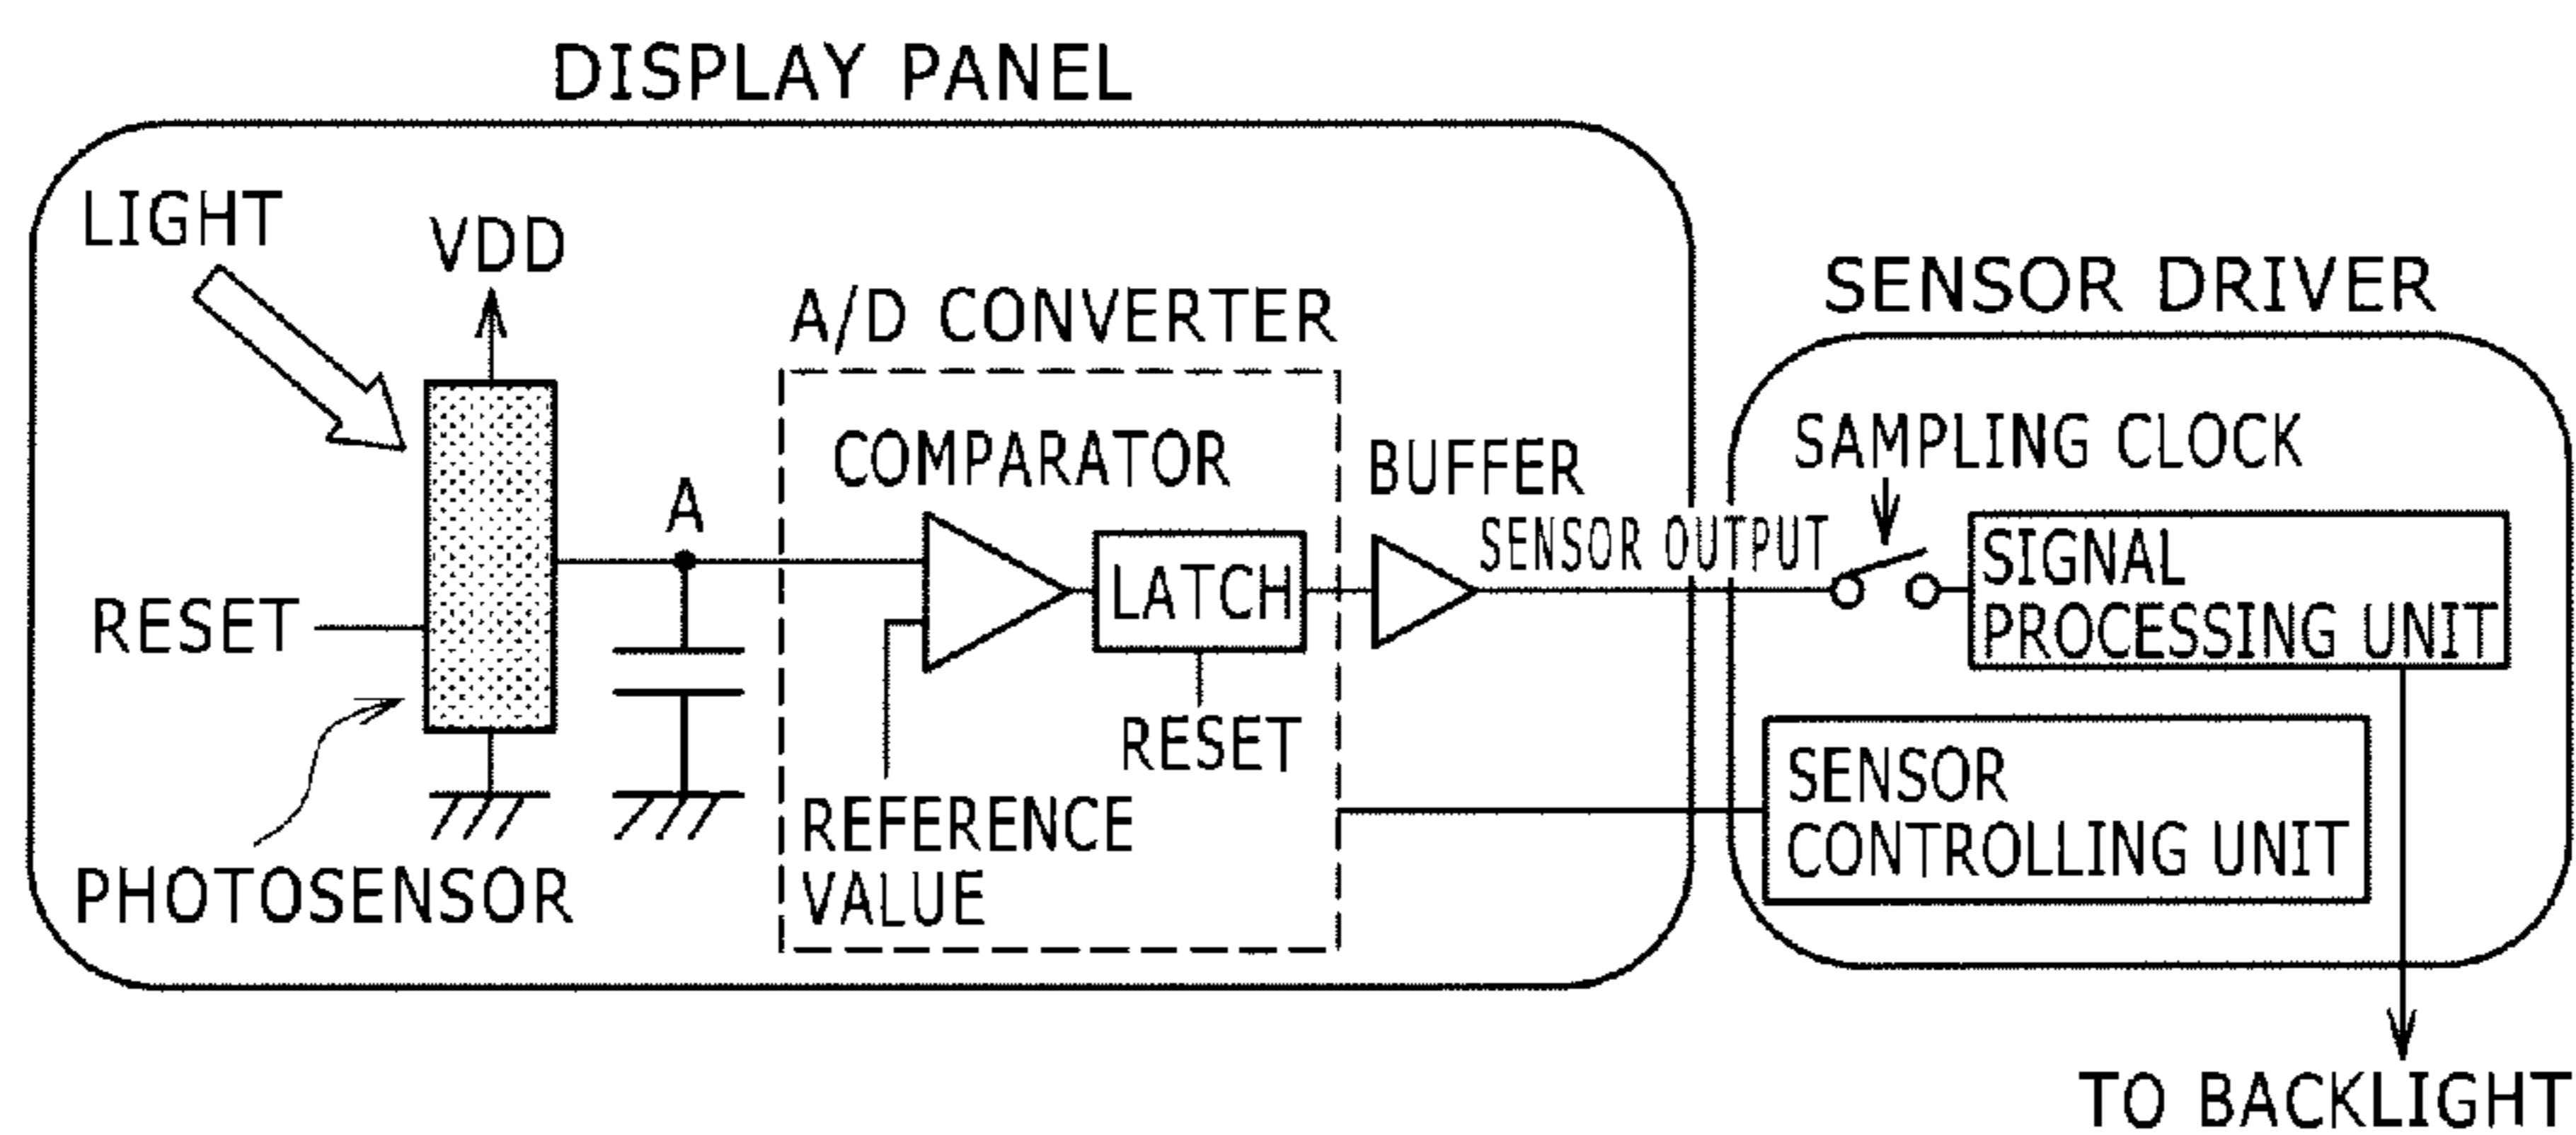 DISPLAY PANEL
LIGHT
VDD
A/D CONVERTER
SENSOR DRIVER
COMPARATOR
BUFFER
SAMPLING CLOCK
A
SENSOR OUTPUT
SIGNAL
PROCESSING UNIT
LATCH
RESET
RESET
SENSOR
CONTROLLING UNIT
REFERENCE
VALUE
PHOTOSENSOR
TO BACKLIGHT